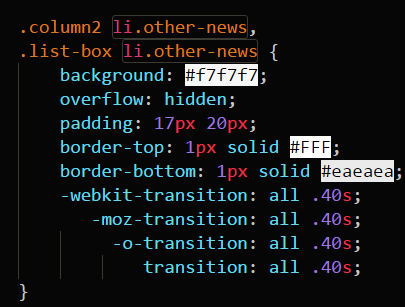 .column2 li.other-news,
.list-box li.other-news {
    background: #f7f7f7;
    overflow: hidden;
    padding: 17px 20px;
    border-top: 1px solid #FFF;
    border-bottom: 1px solid #eaeaea;
    -webkit-transition: all .40s;
       -moz-transition: all .40s;
         -o-transition: all .40s;
            transition: all .40s;
}